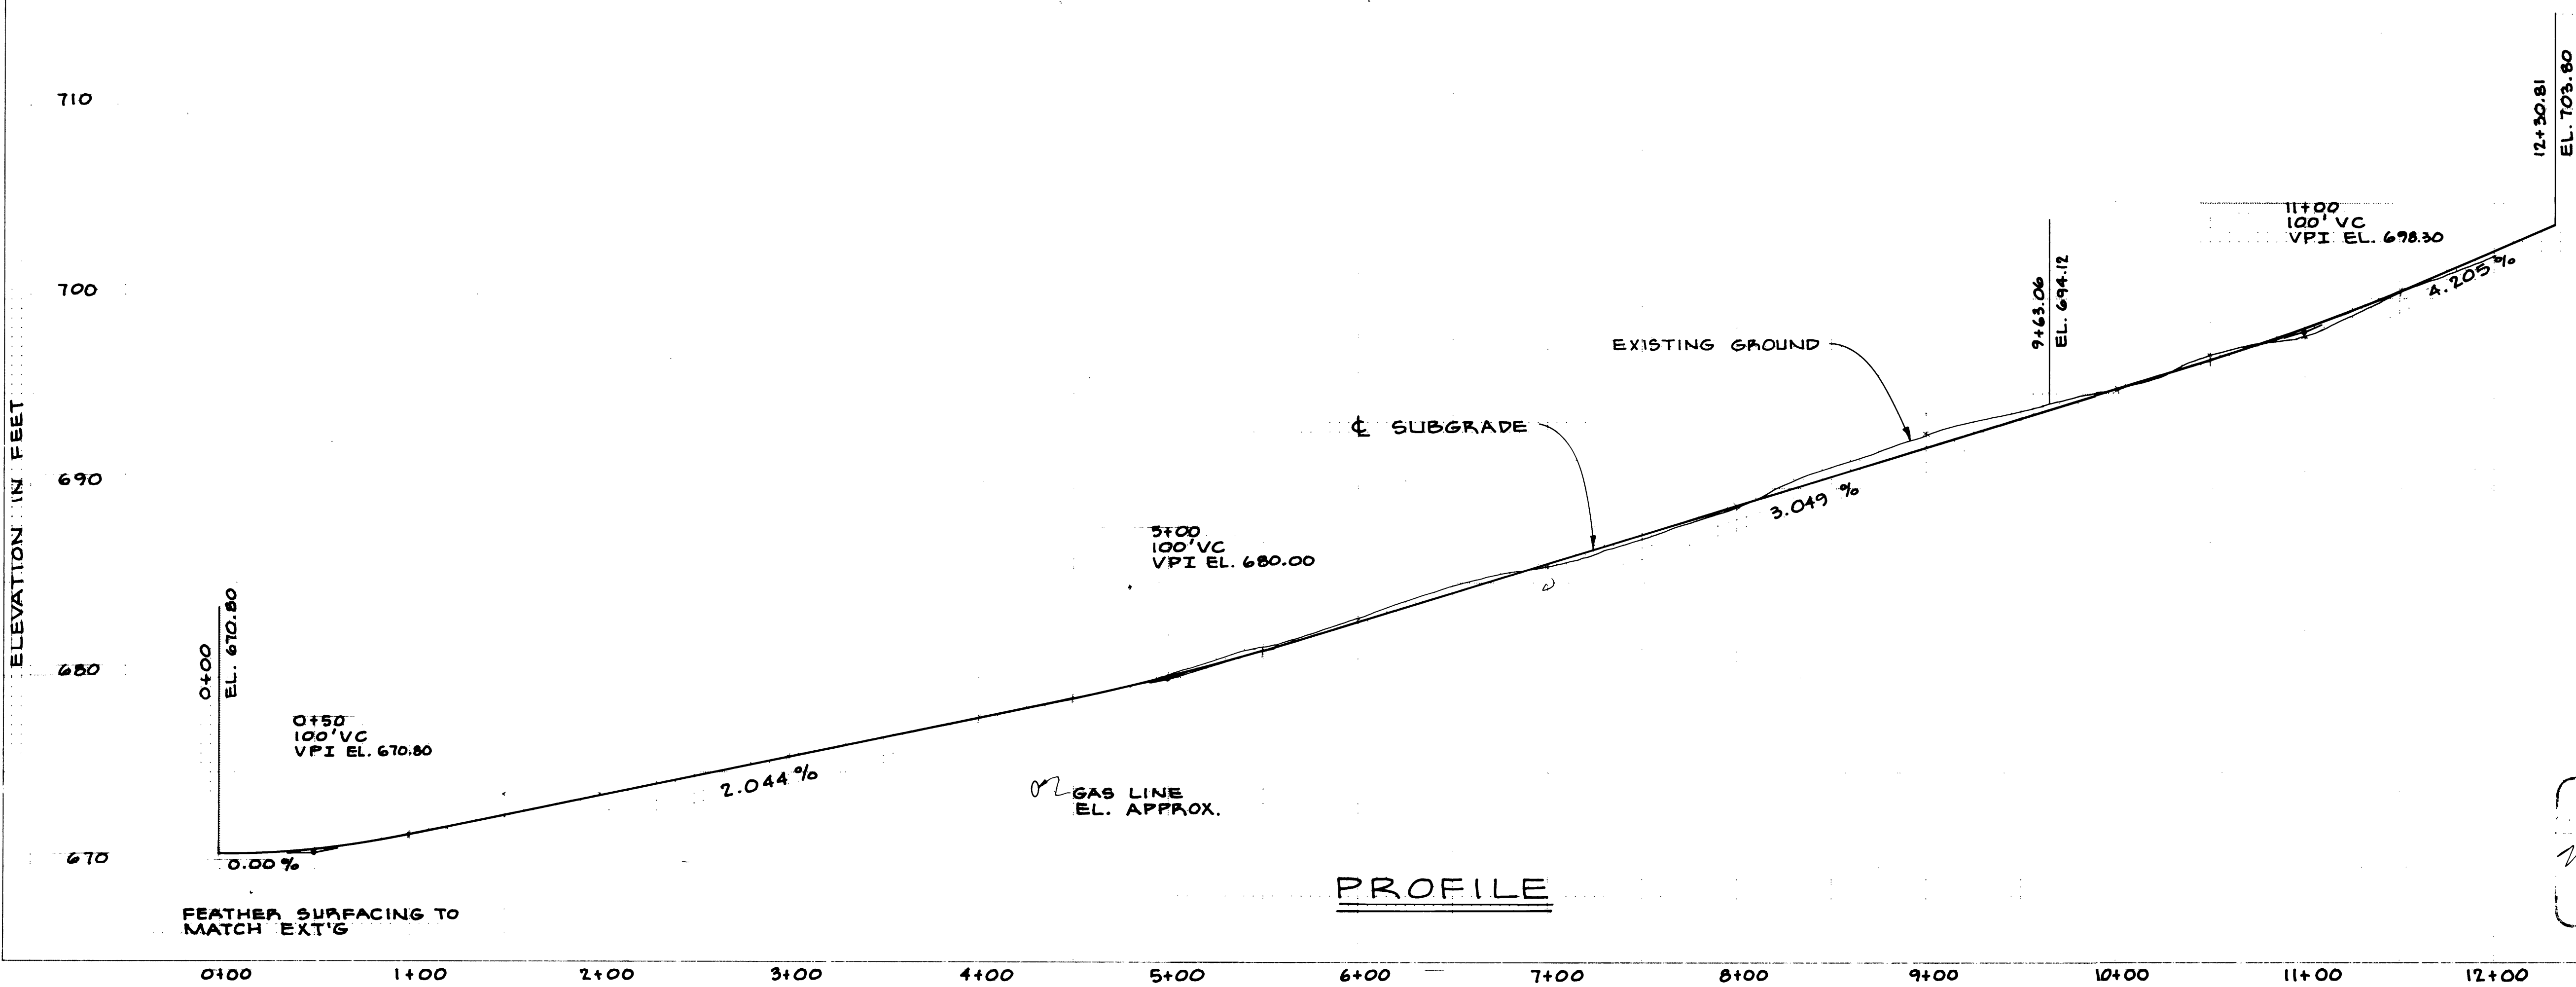 710
700
690
680
670
ELEVATION IN FEET
0+00
EL. 670.80
0+50
100' VC
VPI EL. 670.80
0.00 %
FEATHER SURFACING TO
MATCH EXT'G
2.044 %
GAS LINE
EL. APPROX.
5+00
100' VC
VPI EL. 680.00
℄ SUBGRADE
EXISTING GROUND
3.049 %
9+63.06
EL. 694.12
11+00
100' VC
VPI EL. 698.30
4.205 %
12+30.81
EL. 703.80
PROFILE
0+00 1+00 2+00 3+00 4+00 5+00 6+00 7+00 8+00 9+00 10+00 11+00 12+00